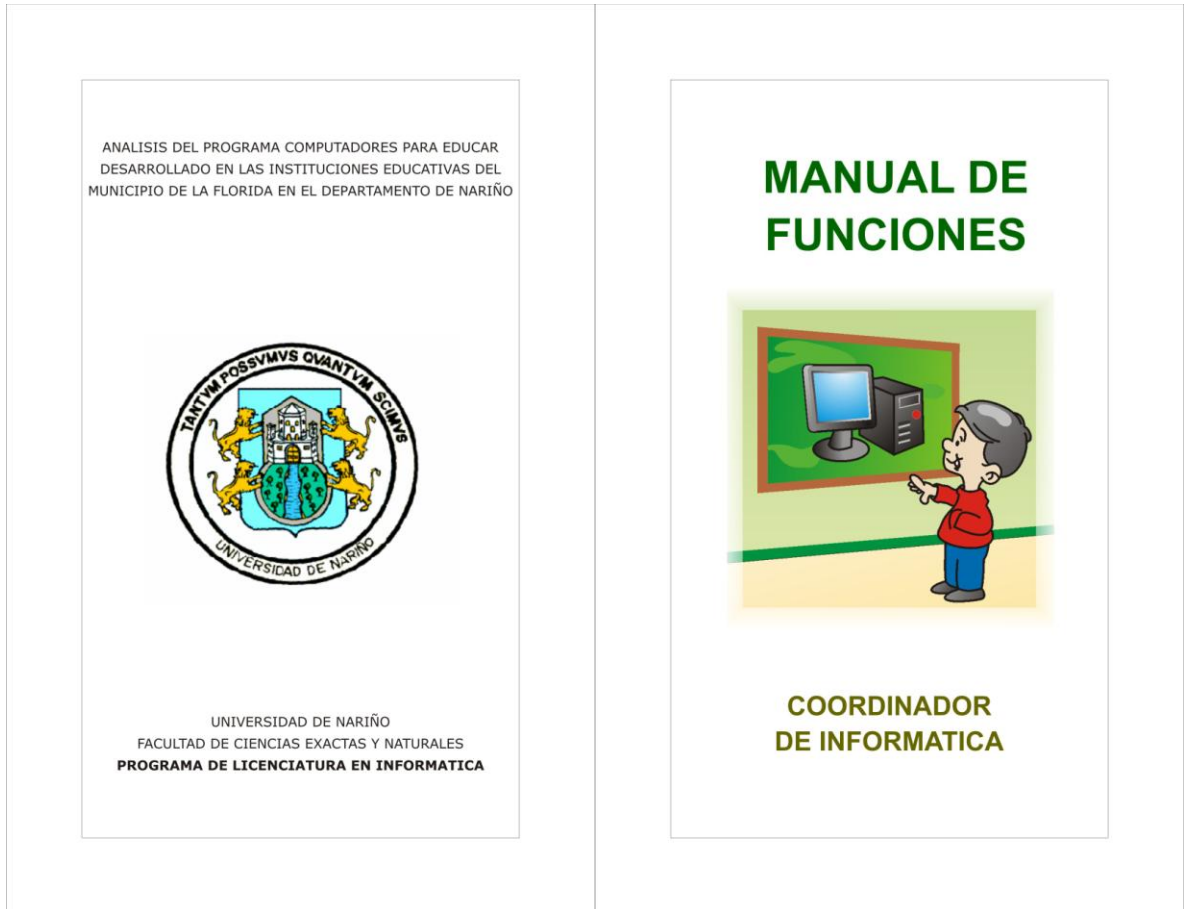 ANALISIS DEL PROGRAMA COMPUTADORES PARA EDUCAR
DESARROLLADO EN LAS INSTITUCIONES EDUCATIVAS DEL
MUNICIPIO DE LA FLORIDA EN EL DEPARTAMENTO DE NARIÑO
TANTVM POSSVMVS QVANTVM SCIMVS
UNIVERSIDAD DE NARIÑO
UNIVERSIDAD DE NARIÑO
FACULTAD DE CIENCIAS EXACTAS Y NATURALES
PROGRAMA DE LICENCIATURA EN INFORMATICA
MANUAL DE
FUNCIONES
COORDINADOR
DE INFORMATICA